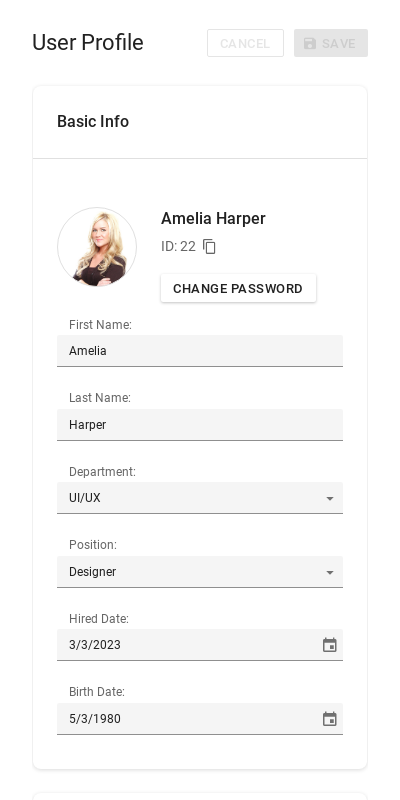 User Profile
CANCEL
SAVE
Basic Info
Amelia Harper
ID: 22
CHANGE PASSWORD
First Name:
Amelia
Last Name:
Harper
Department:
UI/UX
Position:
Designer
Hired Date:
3/3/2023
Birth Date:
5/3/1980